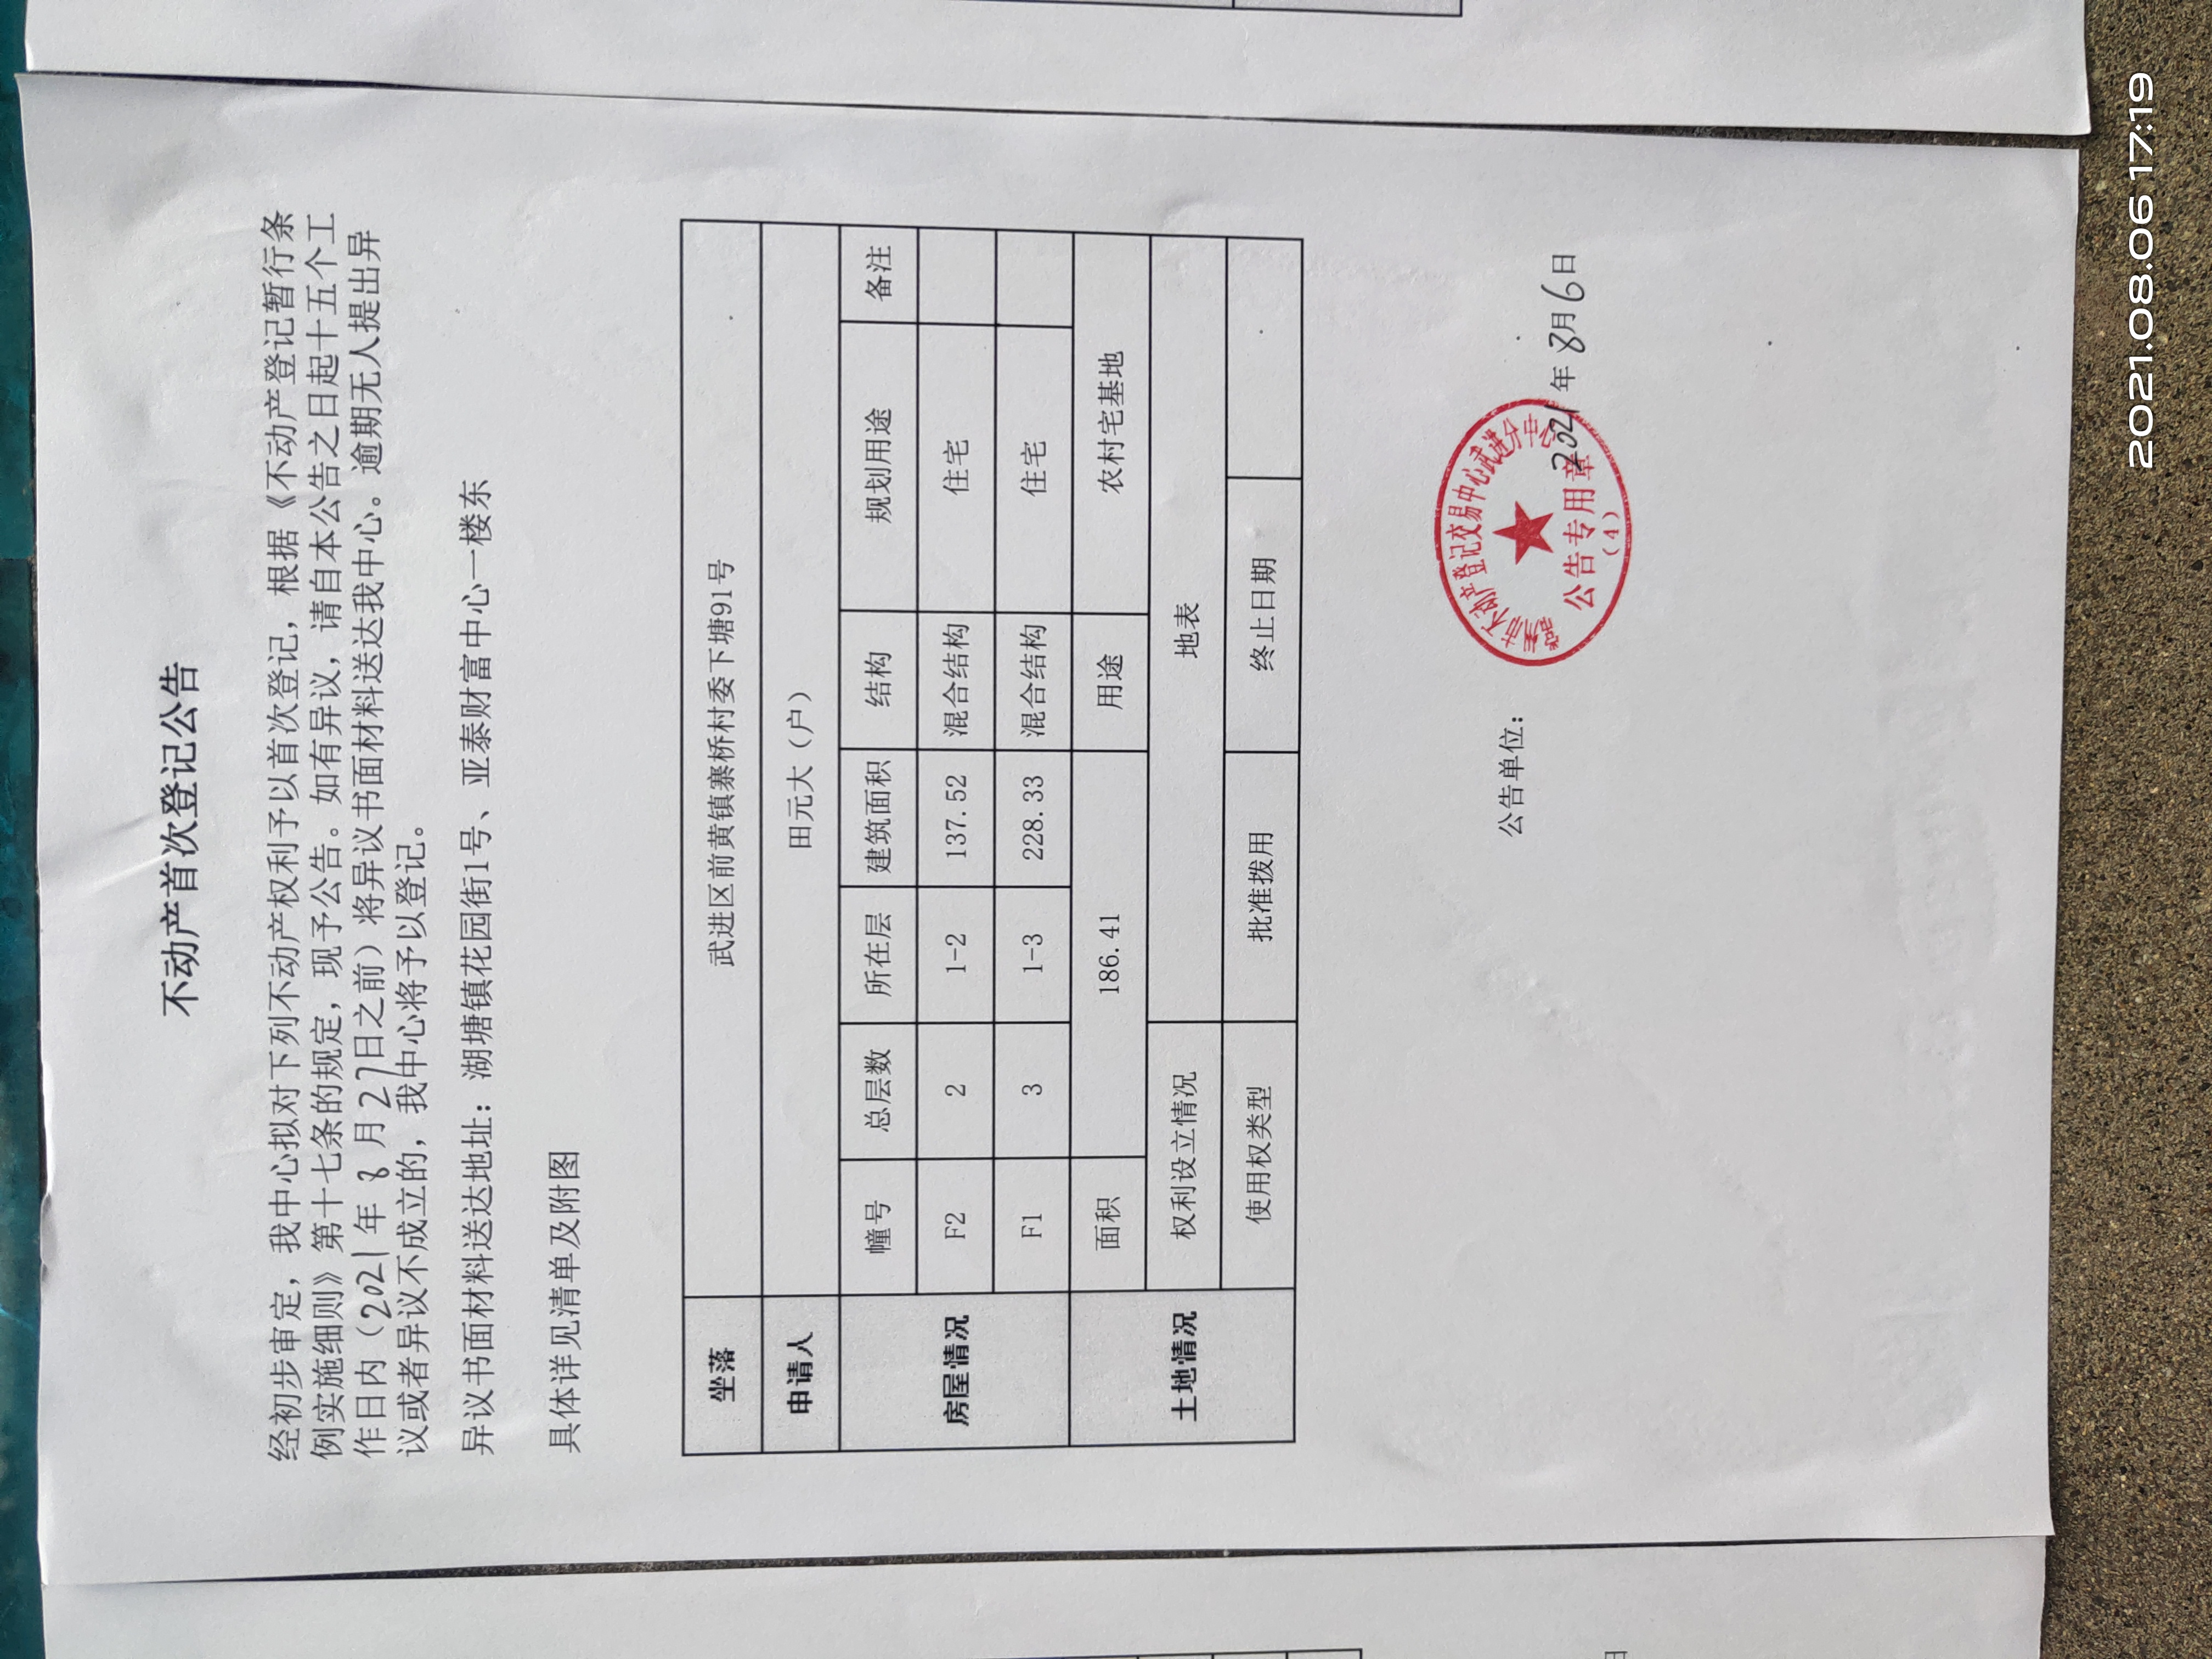 不动产首次登记公告
经初步审定，我中心拟对下列不动产权利予以首次登记，根据《不动产登记暂行条
例实施细则》第十七条的规定，现予公告。如有异议，请自本公告之日起十五个工
作日内（2021年8月27日之前）将异议书面材料送达我中心。逾期无人提出异
议或者异议不成立的，我中心将予以登记。
异议书面材料送达地址：湖塘镇花园街1号、亚泰财富中心一楼东
具体详见清单及附图
坐落 武进区前黄镇寨桥村委下塘91号
申请人 田元大（户）
房屋情况 幢号 总层数 所在层 建筑面积 结构 规划用途 备注
F2 2 1-2 137.52 混合结构 住宅
F1 3 1-3 228.33 混合结构 住宅
土地情况 面积 186.41 用途 农村宅基地
权利设立情况 地表
使用权类型 批准拨用 终止日期
公告单位：
不动产登记交易中心武进分中心
公告专用章
（4）
2021年8月6日
2021.08.06 17:19